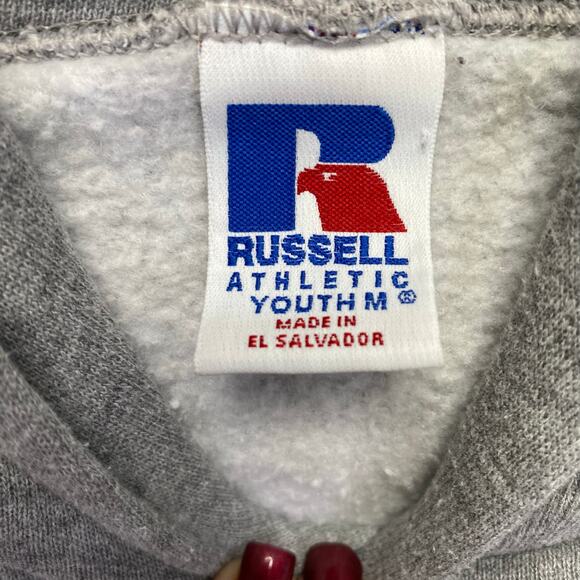 R
RUSSELL
ATHLETIC
YOUTH M ®
MADE IN
EL SALVADOR